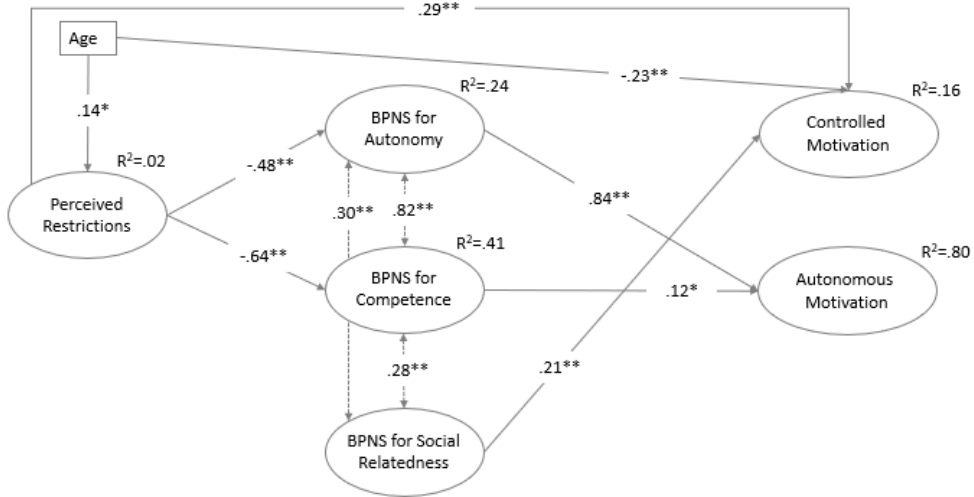 .29**
Age
-.23**
R²=.24
R²=.16
BPNS for
Autonomy
Controlled
Motivation
.14*
R²=.02
-.48**
Perceived
Restrictions
.84**
.30**
.82**
-.64**
R²=.41
R²=.80
BPNS for
Competence
.12*
Autonomous
Motivation
.28**
.21**
BPNS for Social
Relatedness